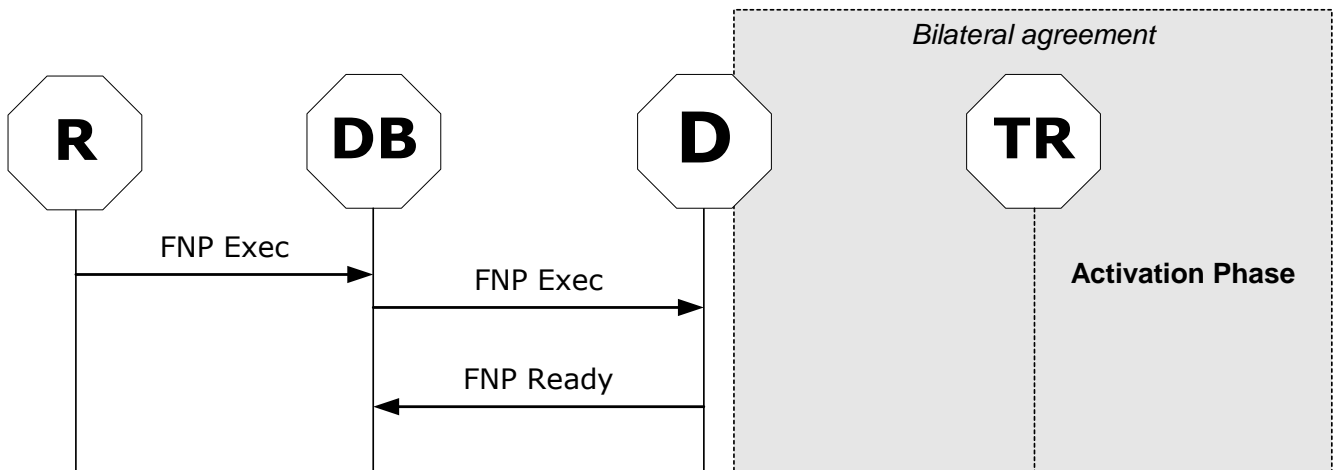 Bilateral agreement
R
DB
D
TR
FNP Exec
FNP Exec
Activation Phase
FNP Ready